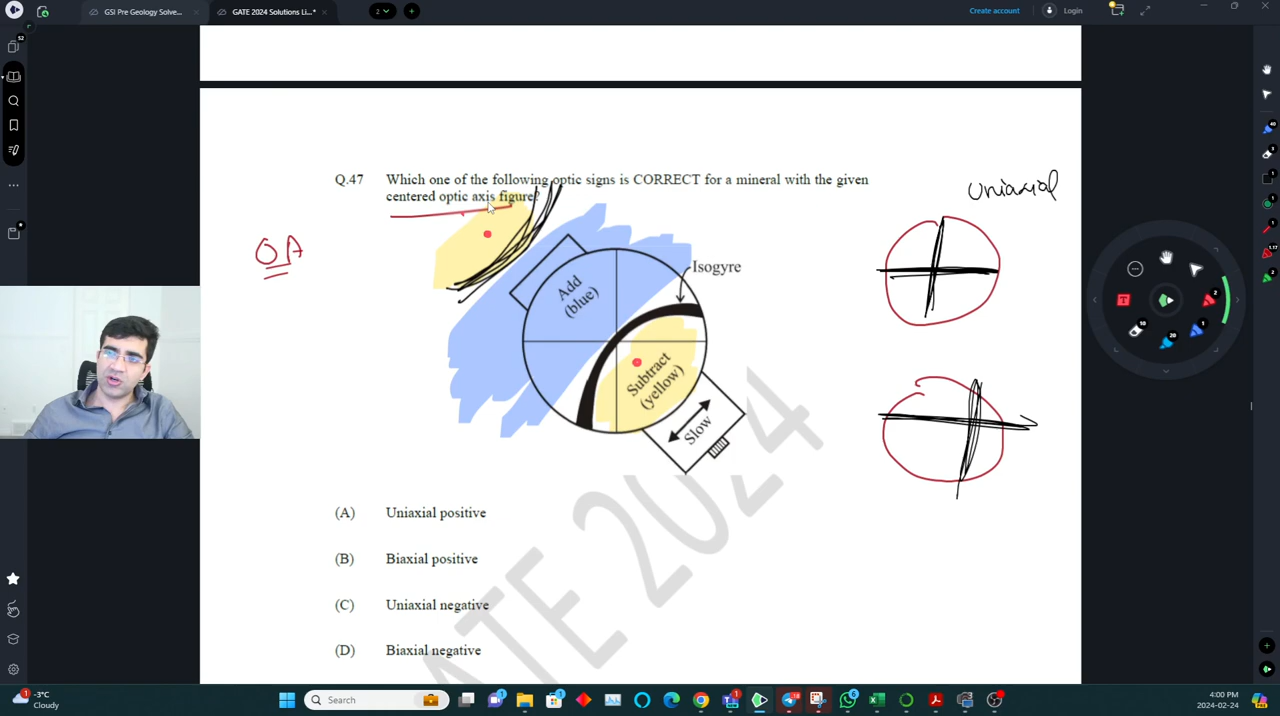 GSI Pre Geology Solve...
GATE 2024 Solutions Li...*
2
Create account
Login
52
Q.47 Which one of the following optic signs is CORRECT for a mineral with the given
centered optic axis figure?
uniaxial
OA
Isogyre
Add
(blue)
Subtract
(yellow)
Slow
(A) Uniaxial positive
(B) Biaxial positive
(C) Uniaxial negative
(D) Biaxial negative
GATE 2024
-3°C
Cloudy
Search
4:00 PM
2024-02-24